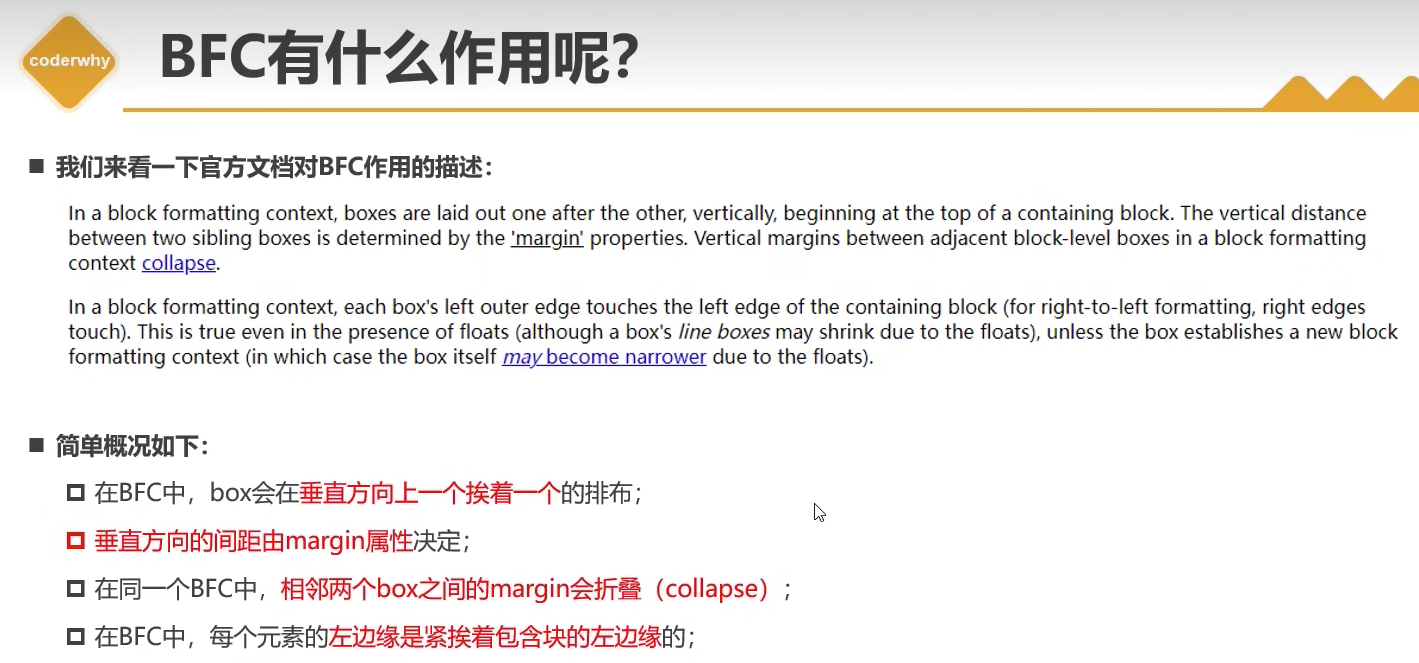 coderwhy
BFC有什么作用呢？
我们来看一下官方文档对BFC作用的描述：
In a block formatting context, boxes are laid out one after the other, vertically, beginning at the top of a containing block. The vertical distance
between two sibling boxes is determined by the 'margin' properties. Vertical margins between adjacent block-level boxes in a block formatting
context collapse.
In a block formatting context, each box's left outer edge touches the left edge of the containing block (for right-to-left formatting, right edges
touch). This is true even in the presence of floats (although a box's line boxes may shrink due to the floats), unless the box establishes a new block
formatting context (in which case the box itself may become narrower due to the floats).
简单概况如下：
在BFC中，box会在垂直方向上一个挨着一个的排布；
垂直方向的间距由margin属性决定；
在同一个BFC中，相邻两个box之间的margin会折叠（collapse）；
在BFC中，每个元素的左边缘是紧挨着包含块的左边缘的；